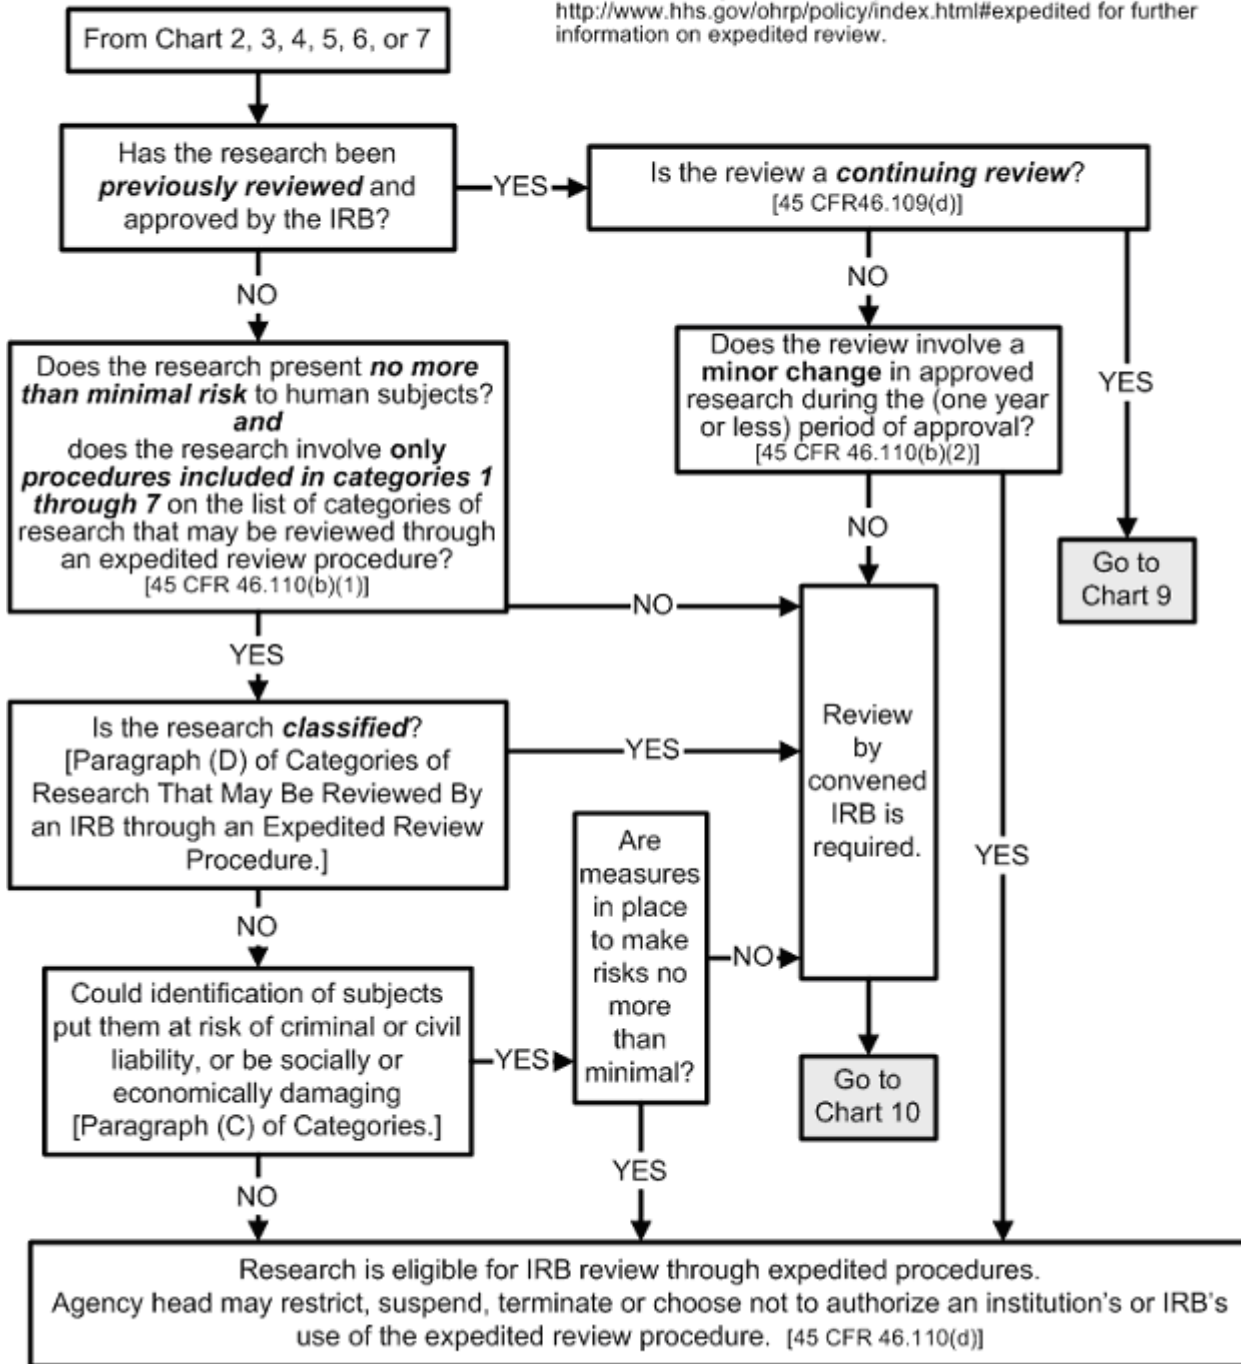 http://www.hhs.gov/ohrp/policy/index.html#expedited for further
information on expedited review.
From Chart 2, 3, 4, 5, 6, or 7
Has the research been
previously reviewed and
approved by the IRB?
YES
Is the review a continuing review?
[45 CFR46.109(d)]
NO
NO
YES
Does the research present no more
than minimal risk to human subjects?
and
does the research involve only
procedures included in categories 1
through 7 on the list of categories of
research that may be reviewed through
an expedited review procedure?
[45 CFR 46.110(b)(1)]
Does the review involve a
minor change in approved
research during the (one year
or less) period of approval?
[45 CFR 46.110(b)(2)]
NO
Go to
Chart 9
NO
YES
Is the research classified?
[Paragraph (D) of Categories of
Research That May Be Reviewed By
an IRB through an Expedited Review
Procedure.]
YES
Review
by
convened
IRB is
required.
YES
NO
Are
measures
in place
to make
risks no
more
than
minimal?
NO
Could identification of subjects
put them at risk of criminal or civil
liability, or be socially or
economically damaging
[Paragraph (C) of Categories.]
YES
Go to
Chart 10
NO
YES
Research is eligible for IRB review through expedited procedures.
Agency head may restrict, suspend, terminate or choose not to authorize an institution's or IRB's
use of the expedited review procedure. [45 CFR 46.110(d)]